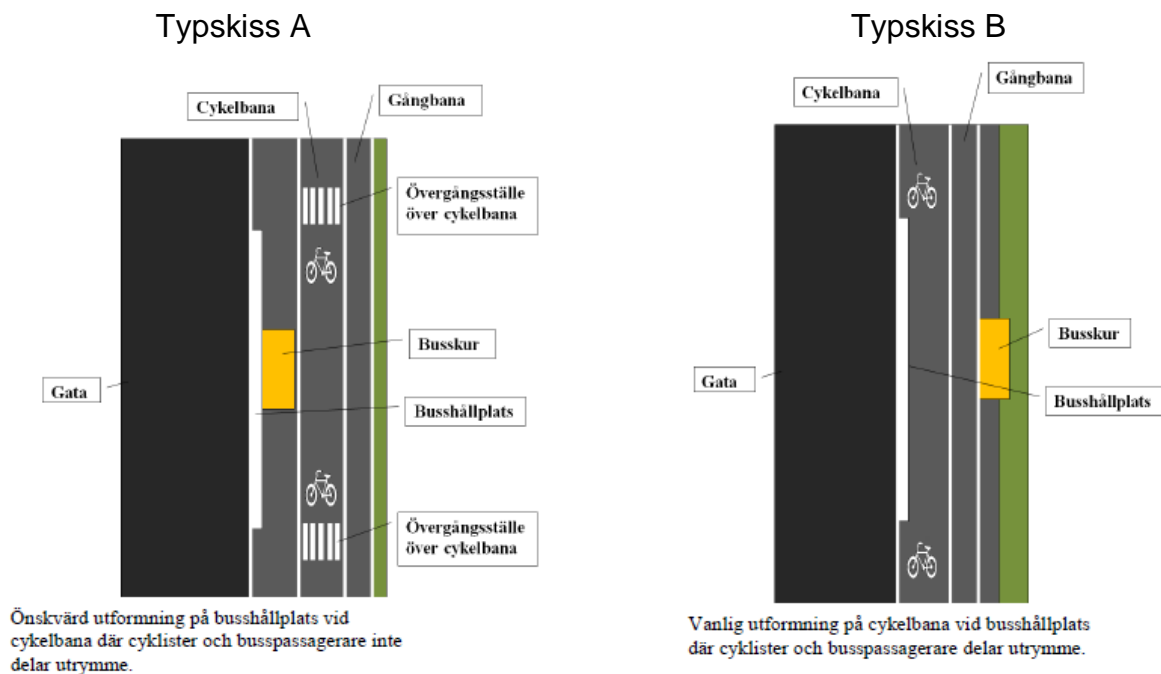 Typskiss A
Cykelbana
Gångbana
Övergångsställe
över cykelbana
Busskur
Gata
Busshållplats
Övergångsställe
över cykelbana
Önskvärd utformning på busshållplats vid
cykelbana där cyklister och busspassagerare inte
delar utrymme.
Typskiss B
Gångbana
Cykelbana
Busskur
Gata
Busshållplats
Vanlig utformning på cykelbana vid busshållplats
där cyklister och busspassagerare delar utrymme.